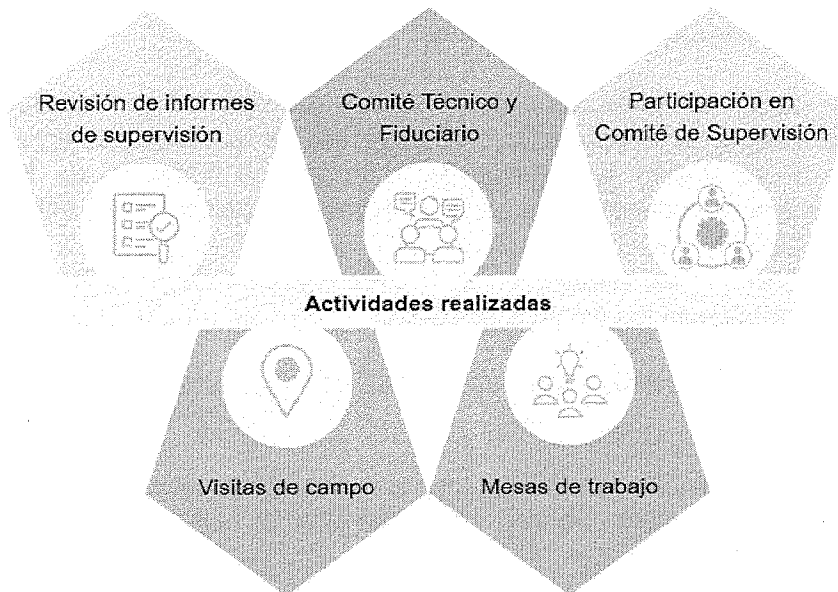 Revisión de informes
de supervisión
Comité Técnico y
Fiduciario
Participación en
Comité de Supervisión
Actividades realizadas
Visitas de campo
Mesas de trabajo